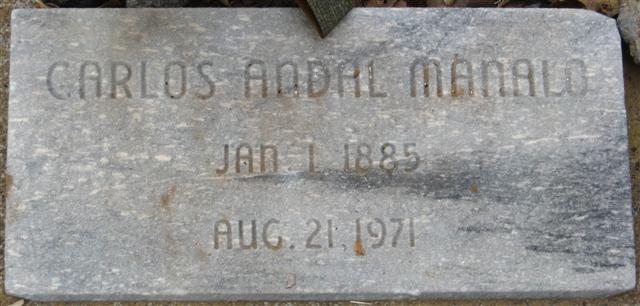 CARLOS ANDAL MANALO
JAN. 1 1885
AUG. 21, 1971